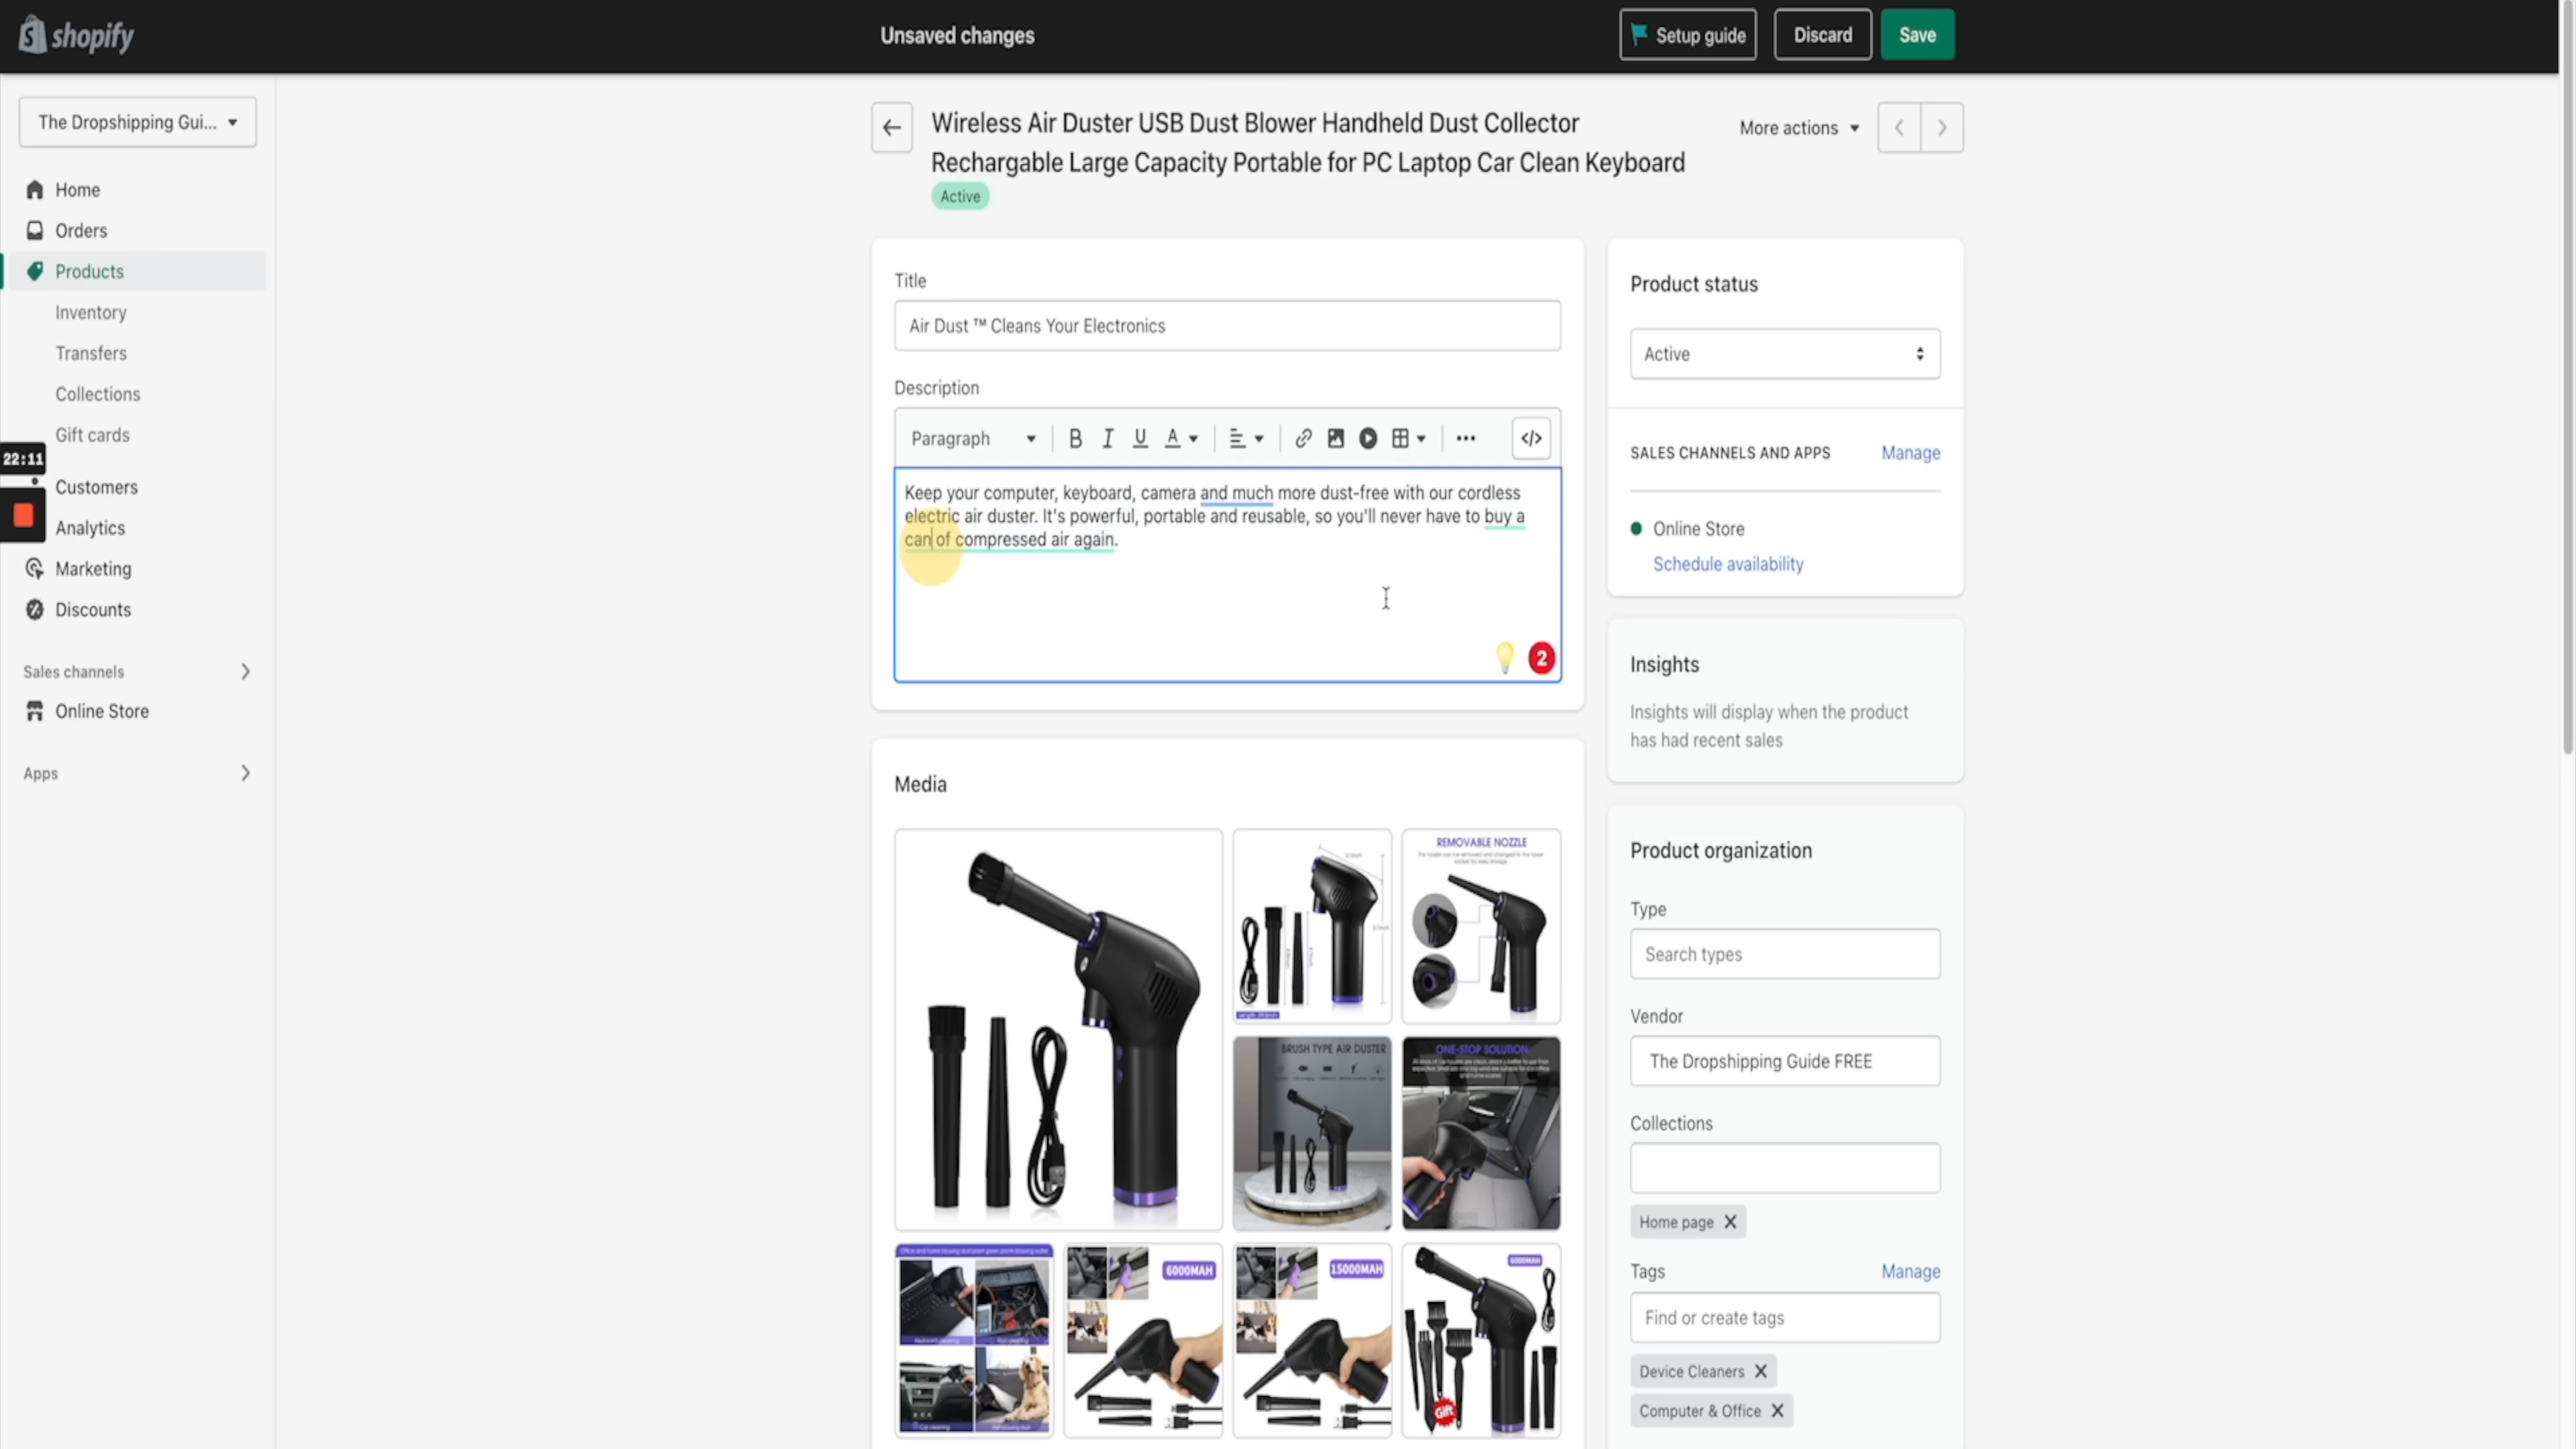 shopify
Unsaved changes
Setup guide
Discard
Save
The Dropshipping Gui...
Home
Orders
Products
Inventory
Transfers
Collections
Gift cards
22:11
Customers
Analytics
Marketing
Discounts
Sales channels
Online Store
Apps
Wireless Air Duster USB Dust Blower Handheld Dust Collector
Rechargable Large Capacity Portable for PC Laptop Car Clean Keyboard
Active
More actions
Title
Air Dust ™ Cleans Your Electronics
Description
Paragraph
B I U A
</>
Keep your computer, keyboard, camera and much more dust-free with our cordless
electric air duster. It's powerful, portable and reusable, so you'll never have to buy a
can of compressed air again.
2
Media
REMOVABLE NOZZLE
BRUSH TYPE AIR DUSTER
ONE-STOP SOLUTION
6000MAH
15000MAH
6000MAH
Gift
Product status
Active
SALES CHANNELS AND APPS
Manage
Online Store
Schedule availability
Insights
Insights will display when the product
has had recent sales
Product organization
Type
Search types
Vendor
The Dropshipping Guide FREE
Collections
Home page
Tags
Manage
Find or create tags
Device Cleaners
Computer & Office